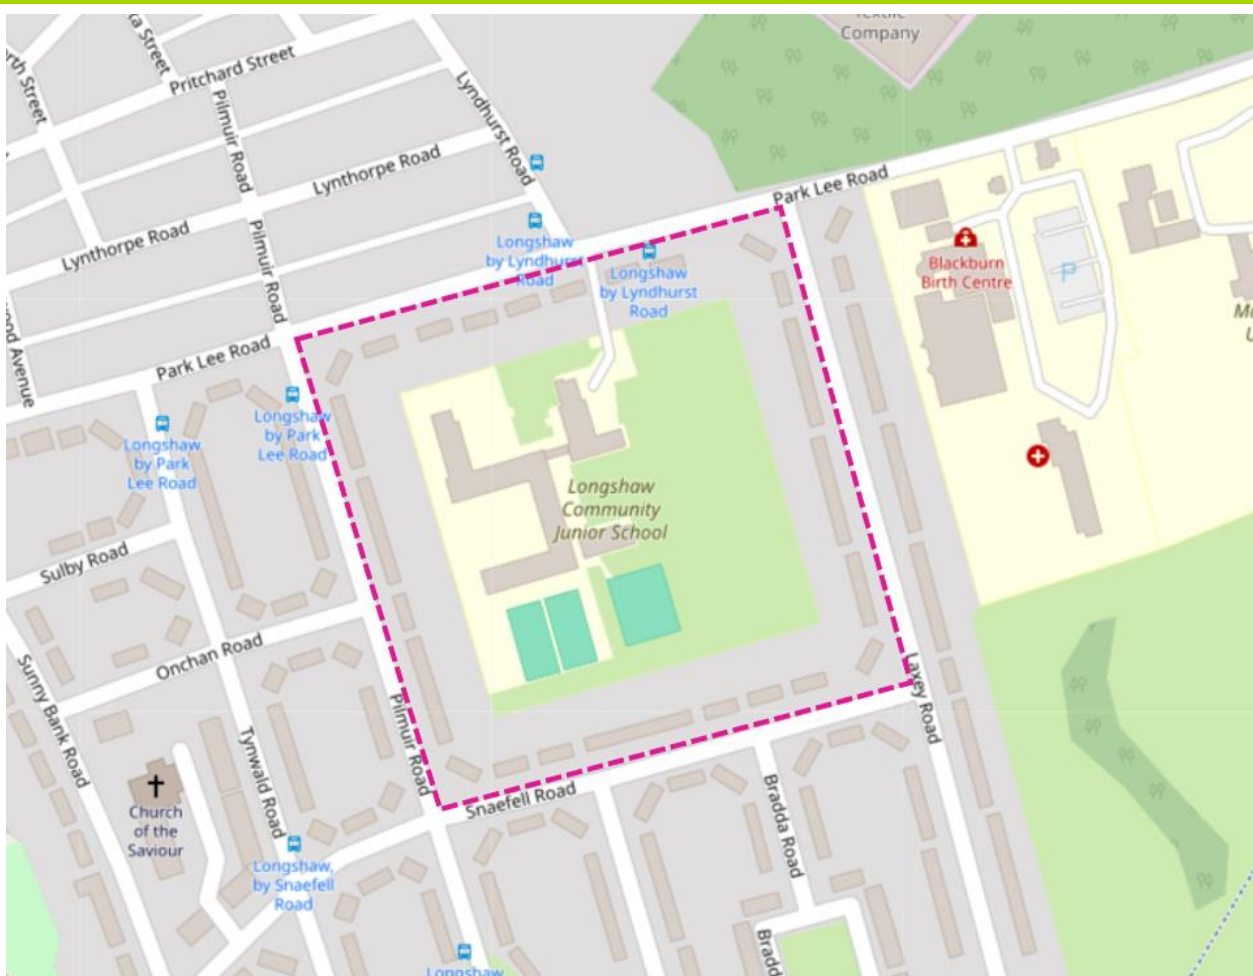 Textile
Company
Pritchard Street
Pilmuir Road
Lyndhurst Road
Lynthorpe Road
Park Lee Road
Lynthorpe Road
Pilmuir Road
Longshaw
by Lyndhurst
Road
Longshaw
by Lyndhurst
Road
Blackburn
Birth Centre
P
Park Lee Road
Longshaw
by Park
Lee Road
Longshaw
by Park
Lee Road
Longshaw
Community
Junior School
Sulby Road
Onchan Road
Sunny Bank Road
Tynwald Road
Pilmuir Road
Laxey Road
Church
of the
Saviour
Snaefell Road
Bradda Road
Longshaw,
by Snaefell
Road
Longshaw